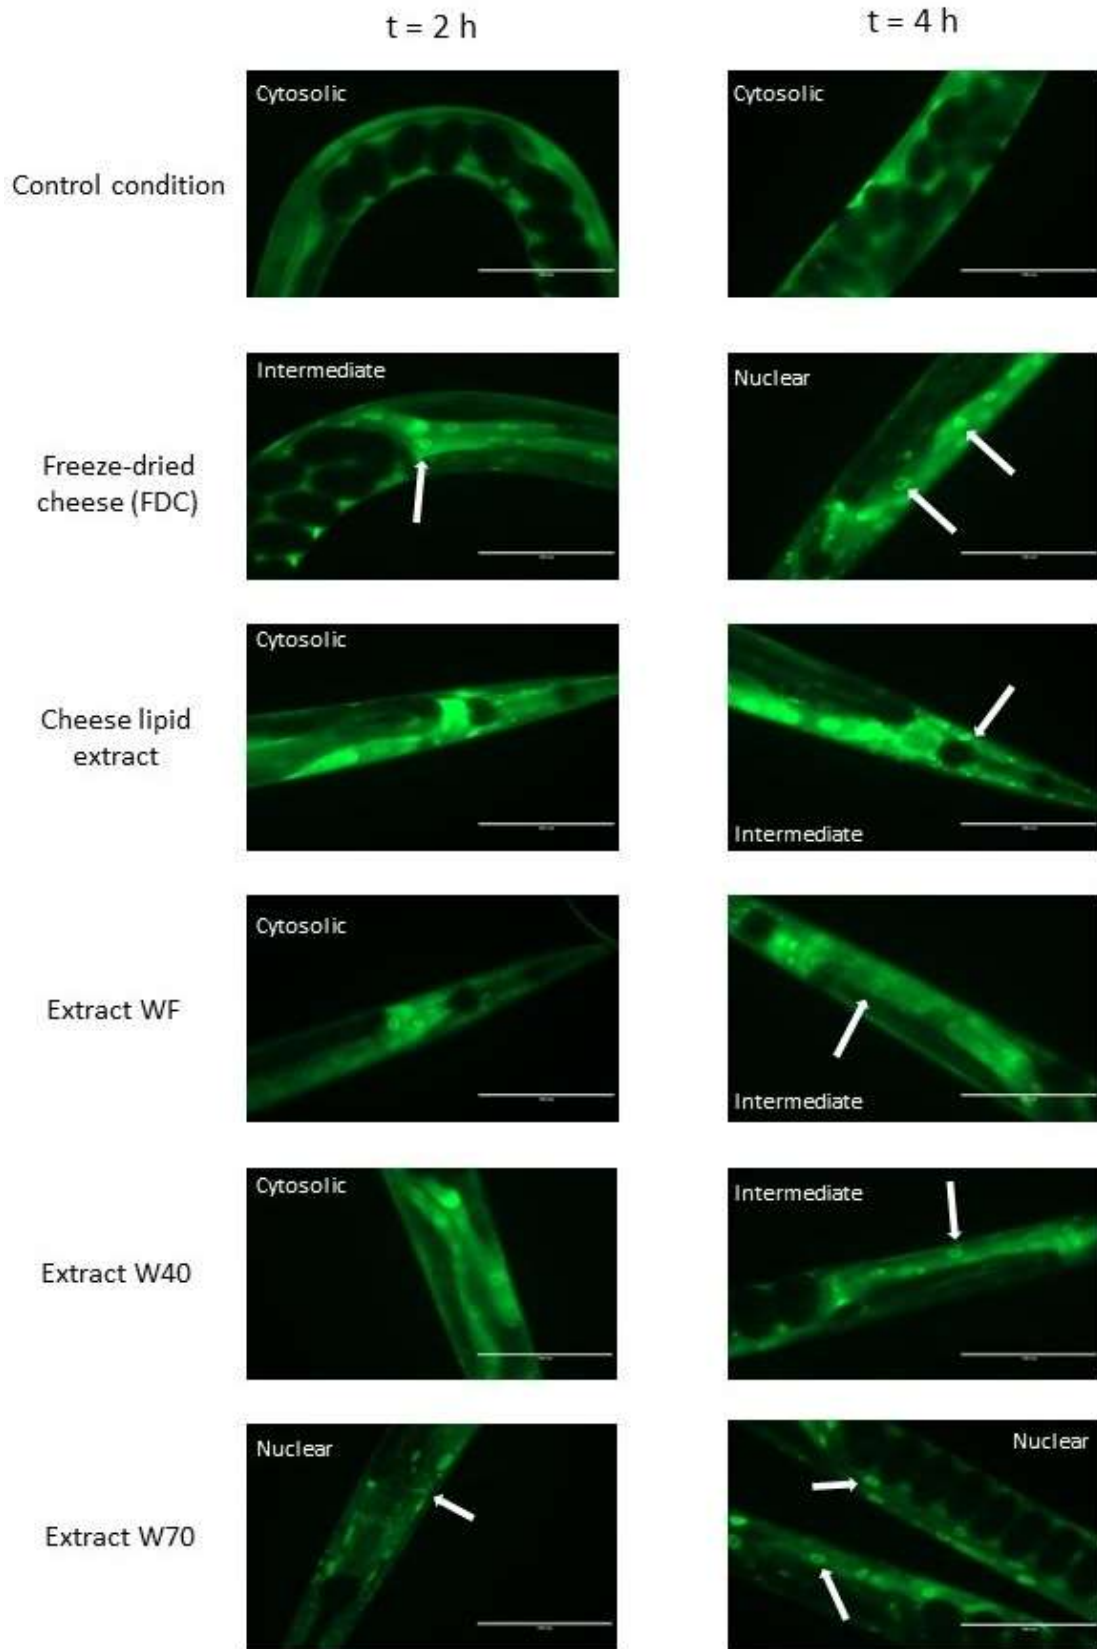 t = 2 h
t = 4 h
Control condition
Cytosolic
Cytosolic
Freeze-dried
cheese (FDC)
Intermediate
Nuclear
Cheese lipid
extract
Cytosolic
Intermediate
Extract WF
Cytosolic
Intermediate
Extract W40
Cytosolic
Intermediate
Extract W70
Nuclear
Nuclear